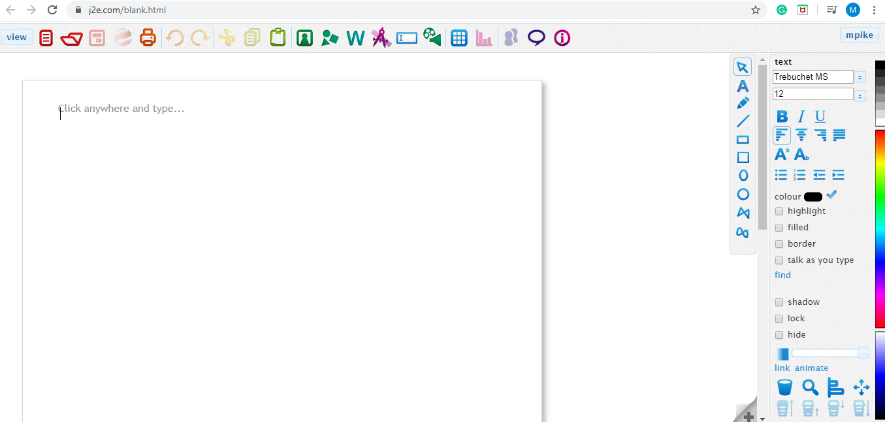 j2e.com/blank.html
M
view
W
mpike
Click anywhere and type...
A
text
Trebuchet MS
12
B I U
A^b A_b
colour
highlight
filled
border
talk as you type
find
shadow
lock
hide
link animate